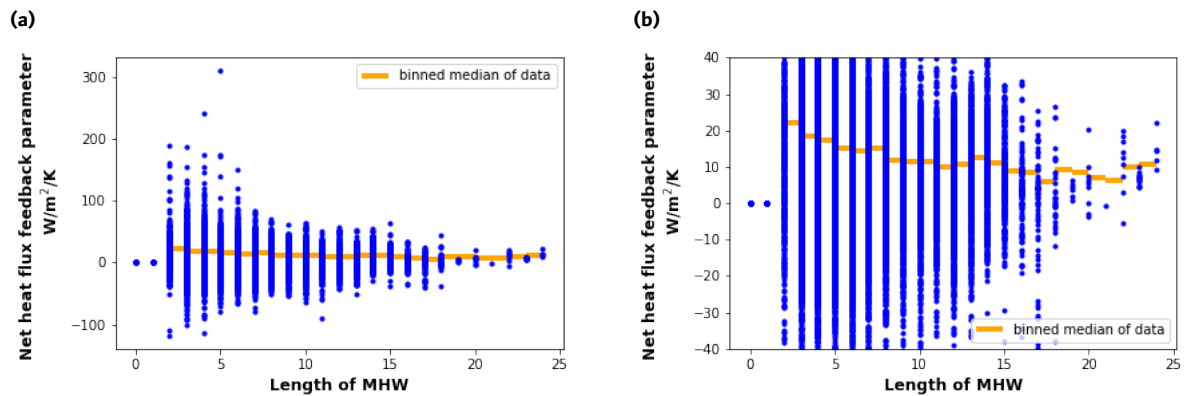 (a)
Net heat flux feedback parameter
W/m²/K
300
200
100
0
−100
0
5
10
15
20
25
Length of MHW
binned median of data
(b)
Net heat flux feedback parameter
W/m²/K
40
30
20
10
0
−10
−20
−30
−40
0
5
10
15
20
25
Length of MHW
binned median of data